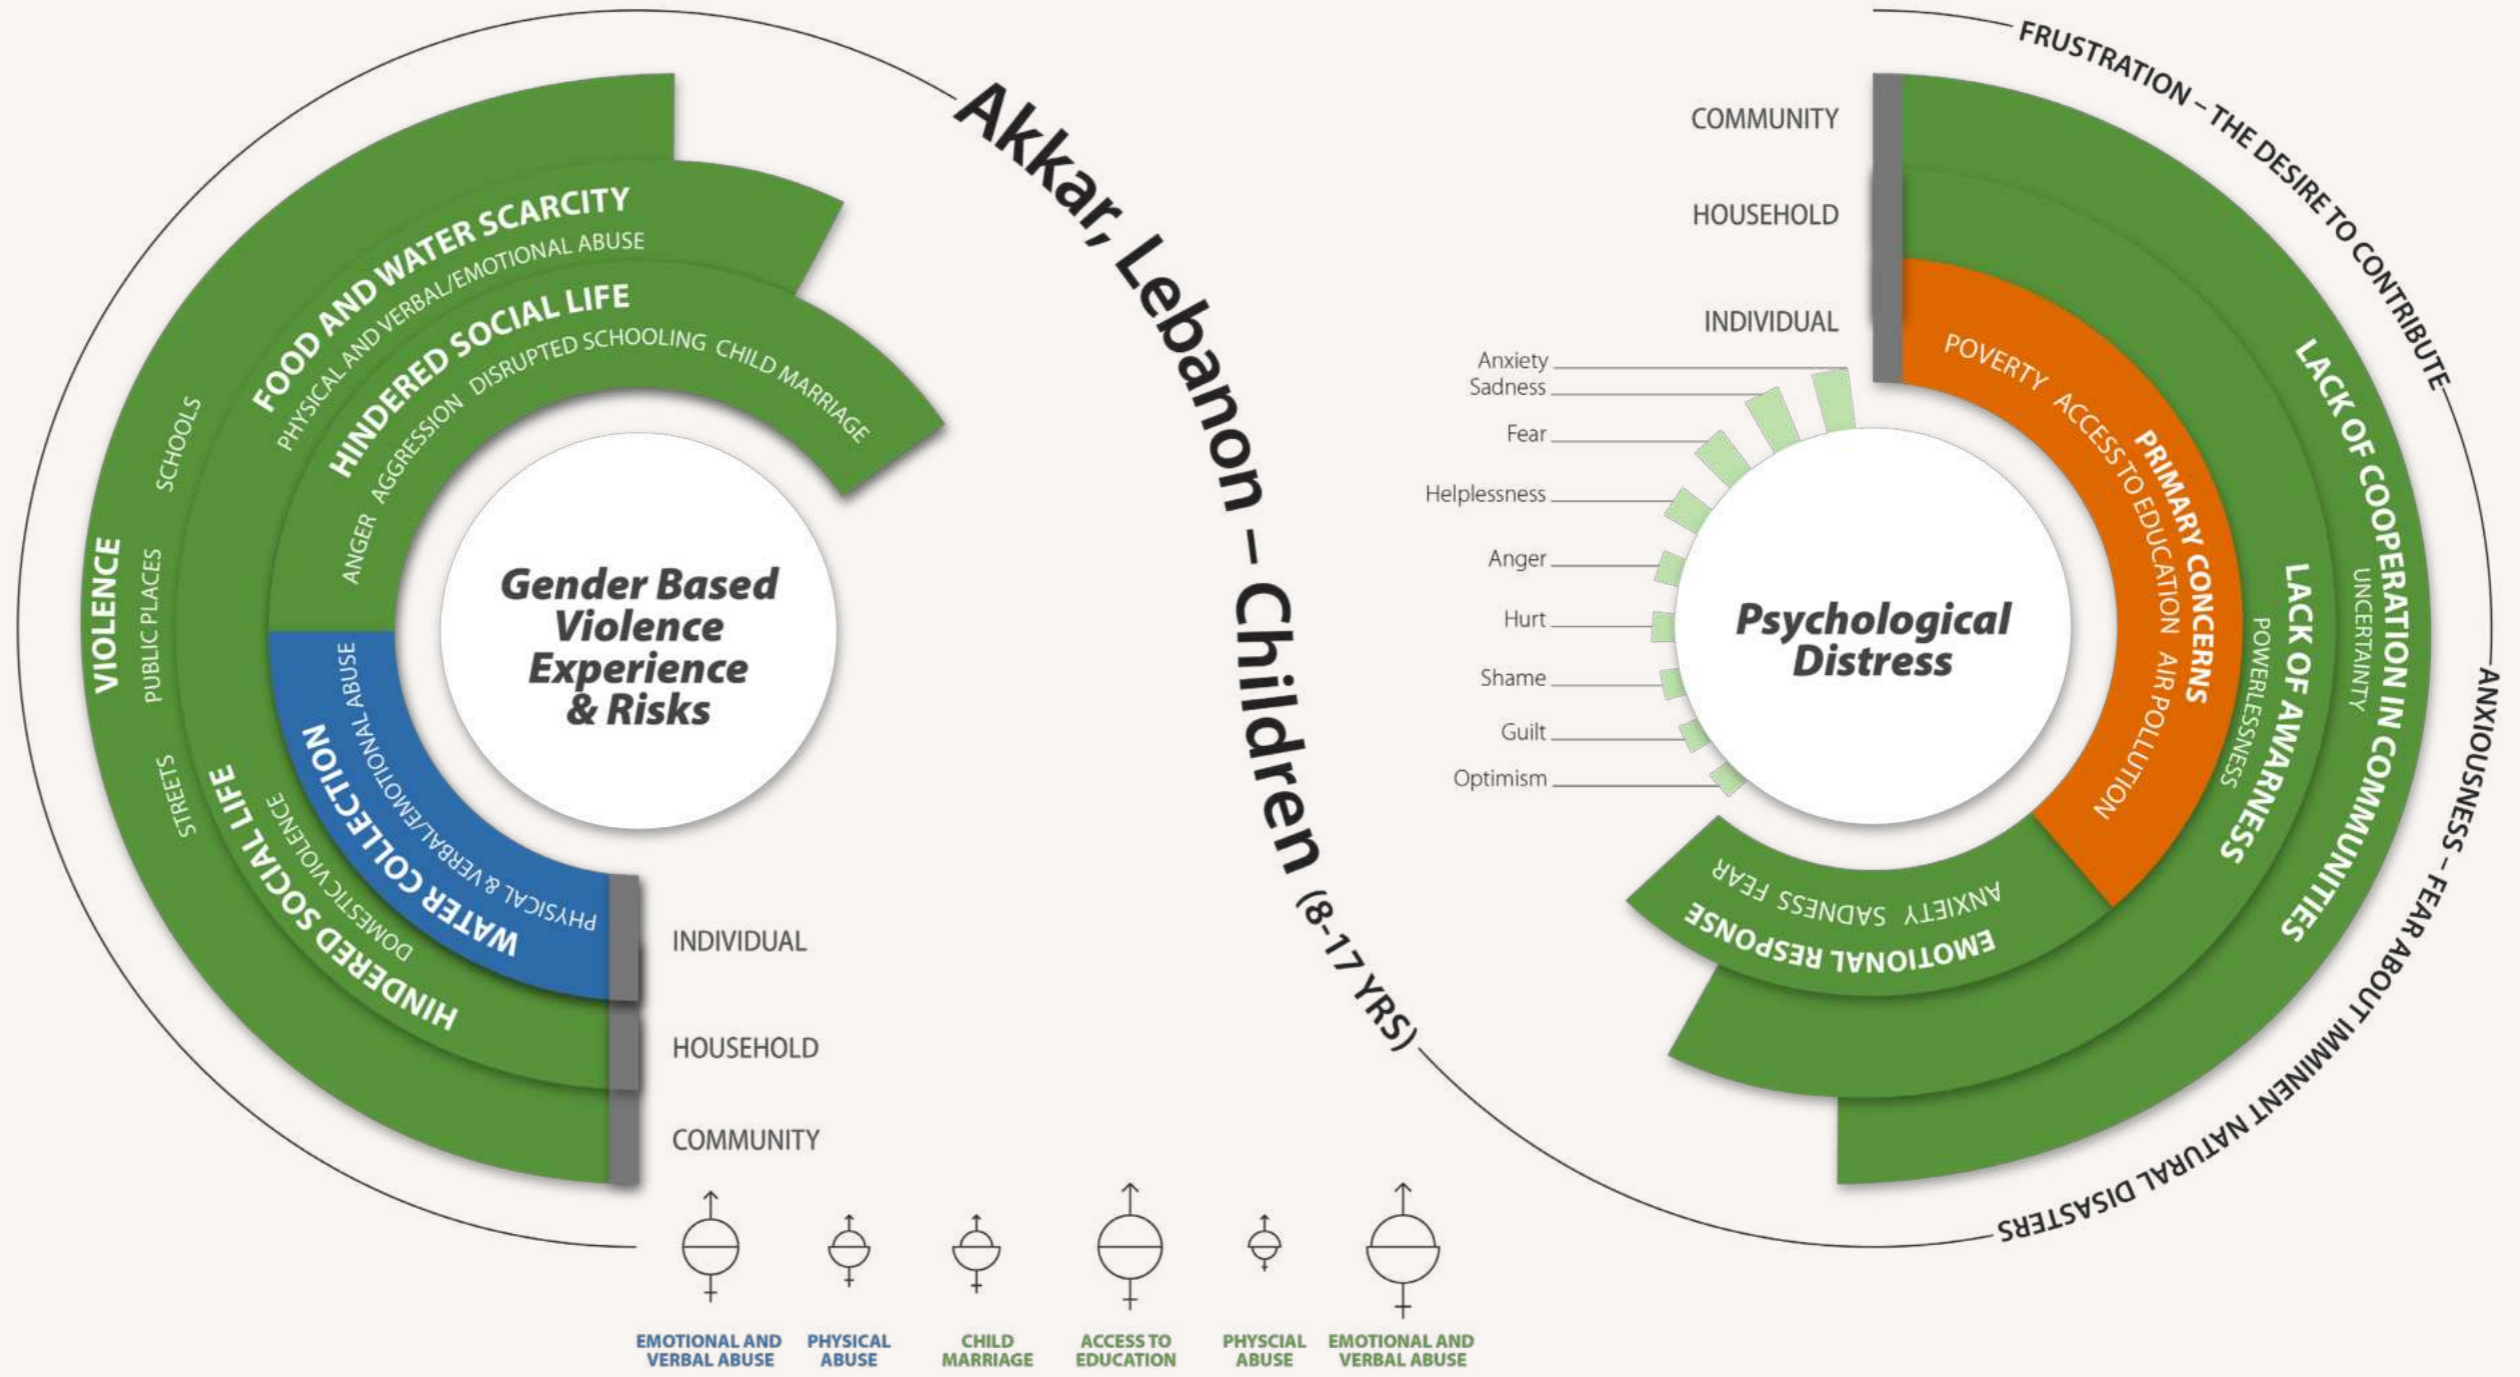 Akkar, Lebanon – Children (8-17 YRS)
Gender Based
Violence
Experience
& Risks
VIOLENCE
SCHOOLS
PUBLIC PLACES
STREETS
FOOD AND WATER SCARCITY
PHYSICAL AND VERBAL/EMOTIONAL ABUSE
HINDERED SOCIAL LIFE
DOMESTIC VIOLENCE
HINDERED SOCIAL LIFE
ANGER AGGRESSION DISRUPTED SCHOOLING CHILD MARRIAGE
WATER COLLECTION
PHYSICAL & VERBAL/EMOTIONAL ABUSE
INDIVIDUAL
HOUSEHOLD
COMMUNITY
EMOTIONAL AND
VERBAL ABUSE
PHYSICAL
ABUSE
CHILD
MARRIAGE
ACCESS TO
EDUCATION
PHYSCIAL
ABUSE
EMOTIONAL AND
VERBAL ABUSE
COMMUNITY
HOUSEHOLD
INDIVIDUAL
Anxiety
Sadness
Fear
Helplessness
Anger
Hurt
Shame
Guilt
Optimism
Psychological
Distress
POVERTY ACCESS TO EDUCATION AIR POLLUTION
PRIMARY CONCERNS
EMOTIONAL RESPONSE
ANXIETY SADNESS FEAR
LACK OF AWARNESS
POWERLESSNESS
LACK OF COOPERATION IN COMMUNITIES
UNCERTAINTY
FRUSTRATION – THE DESIRE TO CONTRIBUTE
ANXIOUSNESS – FEAR ABOUT IMMINENT NATURAL DISASTERS